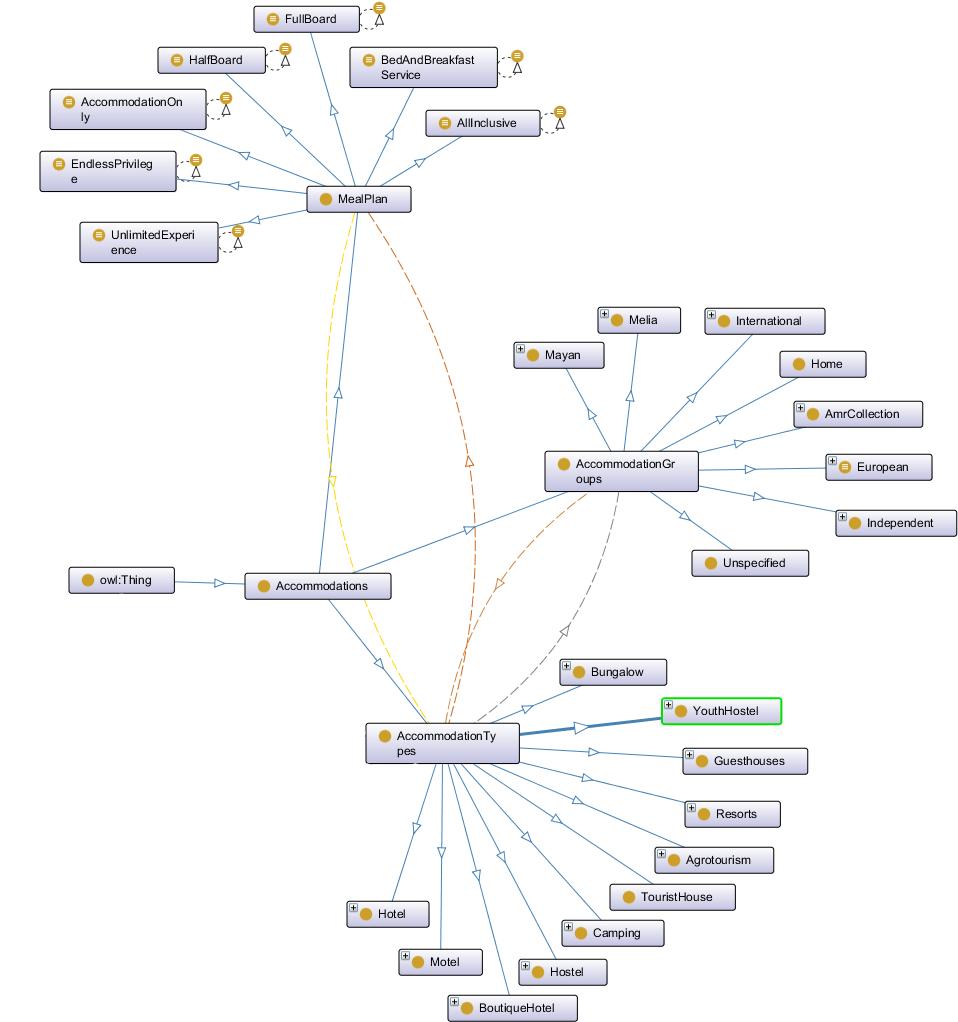 FullBoard
HalfBoard
BedAndBreakfast
Service
AccommodationOn
ly
AllInclusive
EndlessPrivileg
e
MealPlan
UnlimitedExperi
ence
Melia
International
Mayan
Home
AmrCollection
AccommodationGr
oups
European
Independent
Unspecified
owl:Thing
Accommodations
Bungalow
YouthHostel
AccommodationTy
pes
Guesthouses
Resorts
Agrotourism
TouristHouse
Hotel
Camping
Motel
Hostel
BoutiqueHotel